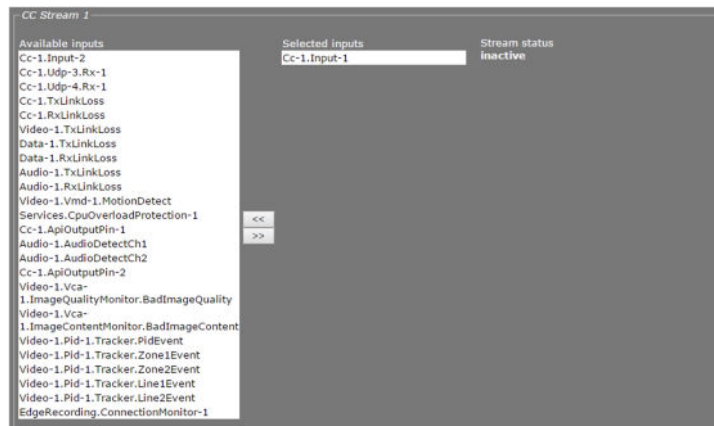 CC Stream 1
Available inputs
Cc-1.Input-2
Cc-1.Udp-3.Rx-1
Cc-1.Udp-4.Rx-1
Cc-1.TxLinkLoss
Cc-1.RxLinkLoss
Video-1.TxLinkLoss
Data-1.TxLinkLoss
Data-1.RxLinkLoss
Audio-1.TxLinkLoss
Audio-1.RxLinkLoss
Video-1.Vmd-1.MotionDetect
Services.CpuOverloadProtection-1
Cc-1.ApiOutputPin-1
Audio-1.AudioDetectCh1
Audio-1.AudioDetectCh2
Cc-1.ApiOutputPin-2
Video-1.Vca-
1.ImageQualityMonitor.BadImageQuality
Video-1.Vca-
1.ImageContentMonitor.BadImageContent
Video-1.Pid-1.Tracker.PidEvent
Video-1.Pid-1.Tracker.Zone1Event
Video-1.Pid-1.Tracker.Zone2Event
Video-1.Pid-1.Tracker.Line1Event
Video-1.Pid-1.Tracker.Line2Event
EdgeRecording.ConnectionMonitor-1
<<
>>
Selected inputs
Cc-1.Input-1
Stream status
inactive